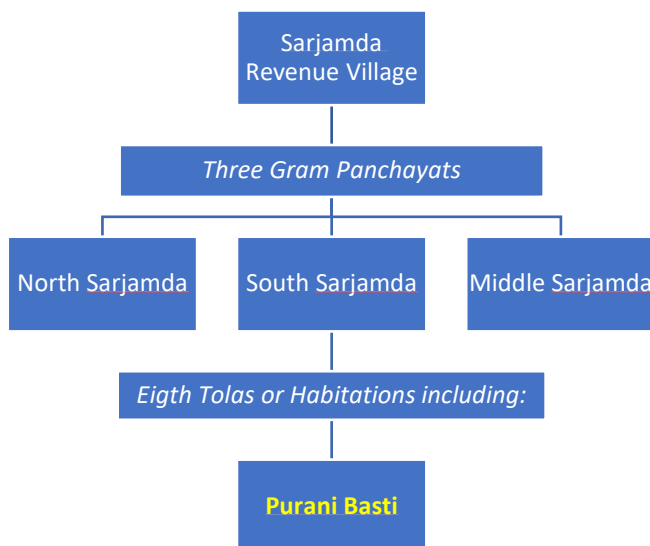 Sarjamda
Revenue Village
Three Gram Panchayats
North Sarjamda
South Sarjamda
Middle Sarjamda
Eigth Tolas or Habitations including:
Purani Basti